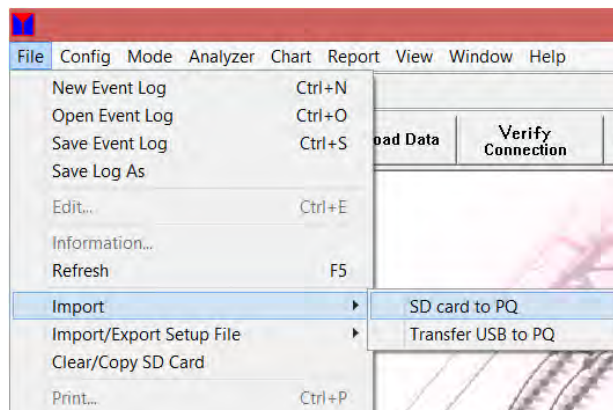 File Config Mode Analyzer Chart Report View Window Help
New Event Log Ctrl+N
Open Event Log Ctrl+O
Save Event Log Ctrl+S
Save Log As
oad Data
Verify
Connection
Edit... Ctrl+E
Information...
Refresh F5
Import
SD card to PQ
Import/Export Setup File
Transfer USB to PQ
Clear/Copy SD Card
Print... Ctrl+P